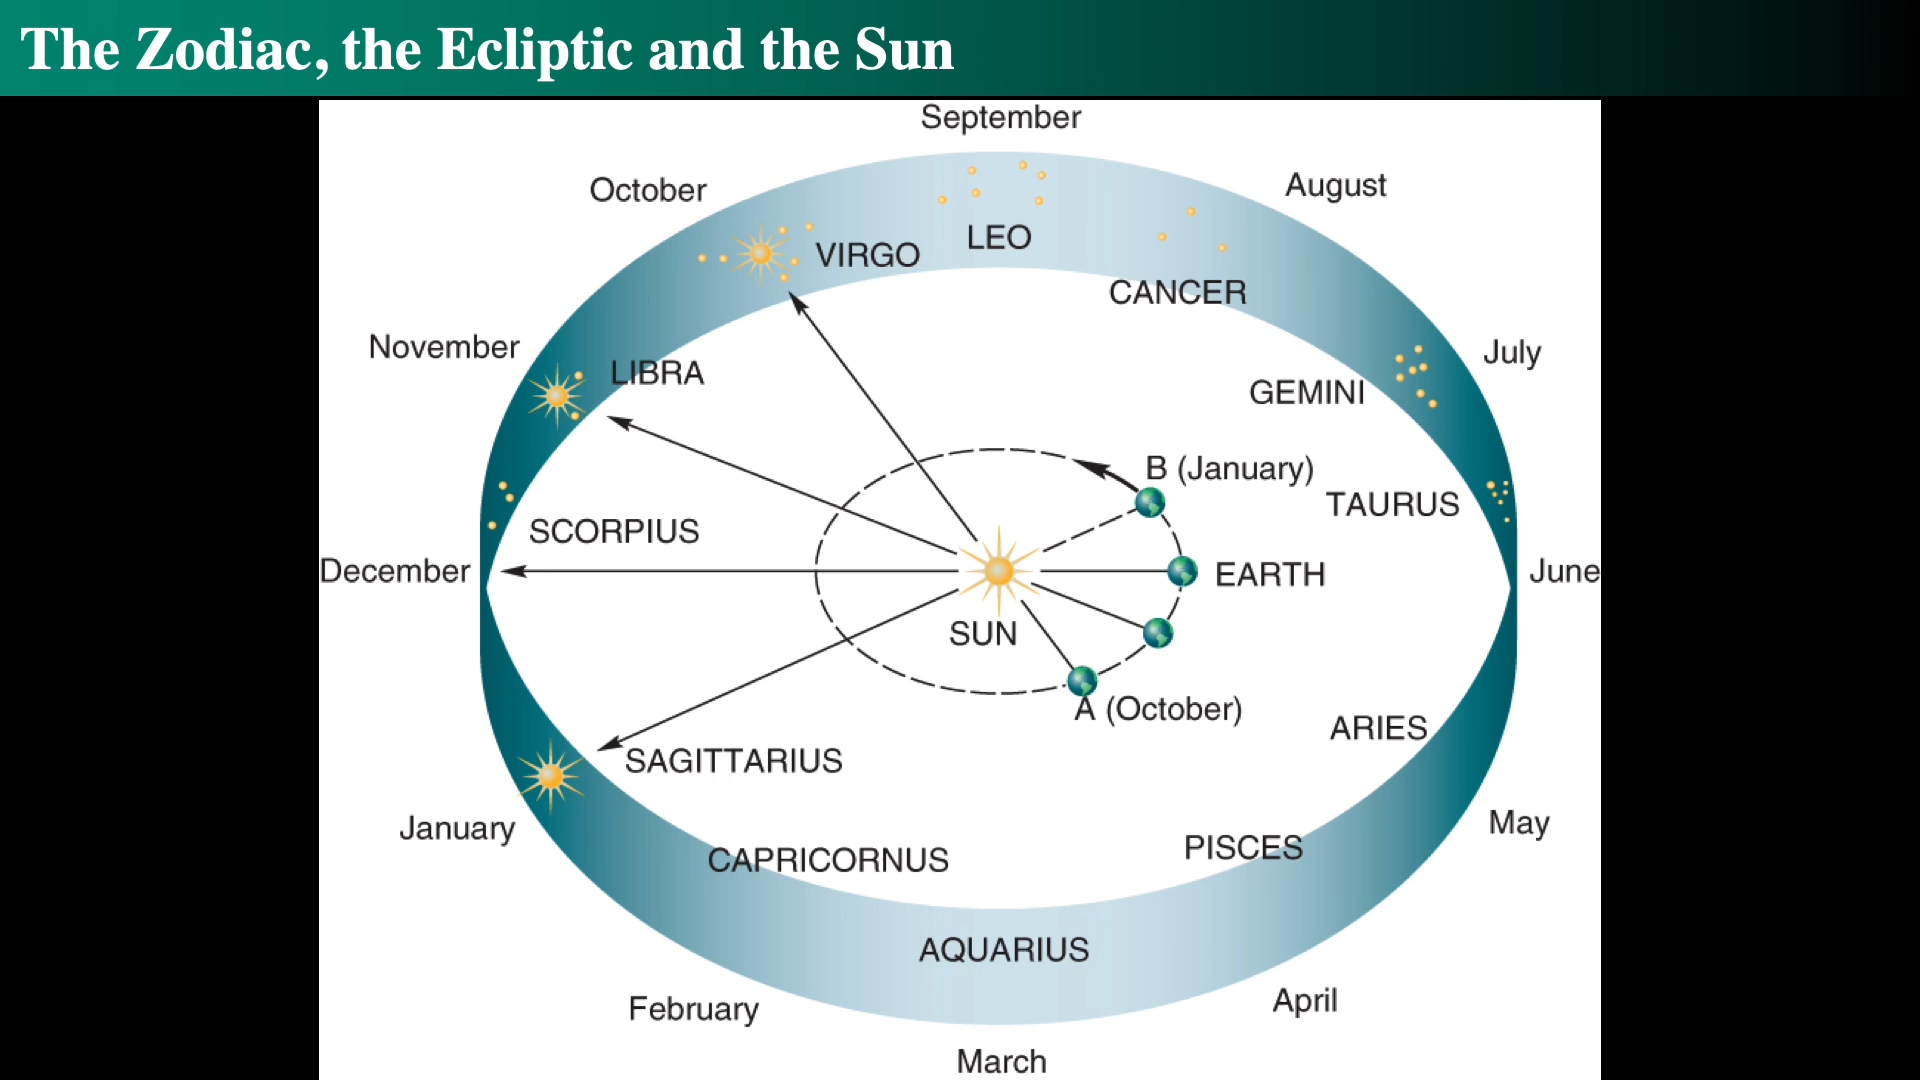 The Zodiac, the Ecliptic and the Sun
September
October
August
VIRGO
LEO
CANCER
November
LIBRA
July
GEMINI
B (January)
TAURUS
SCORPIUS
December
EARTH
June
SUN
A (October)
ARIES
SAGITTARIUS
January
May
CAPRICORNUS
PISCES
AQUARIUS
February
April
March